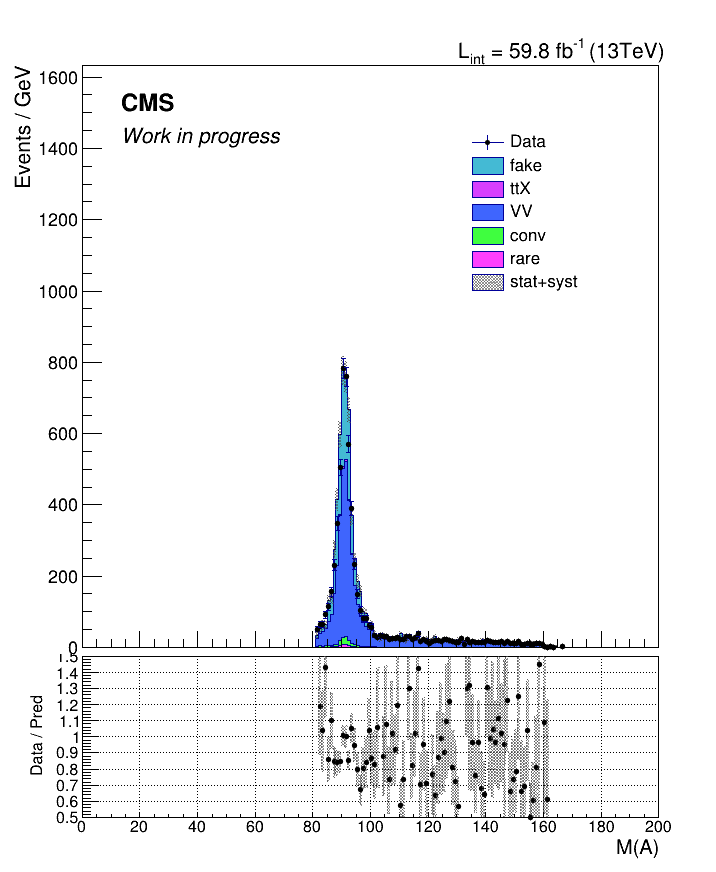 L_int = 59.8 fb^-1 (13TeV)
Events / GeV
1600
1400
1200
1000
800
600
400
200
0
CMS
Work in progress
Data
fake
ttX
VV
conv
rare
stat+syst
Data / Pred
1.5
1.4
1.3
1.2
1.1
1
0.9
0.8
0.7
0.6
0.5
0 20 40 60 80 100 120 140 160 180 200
M(A)